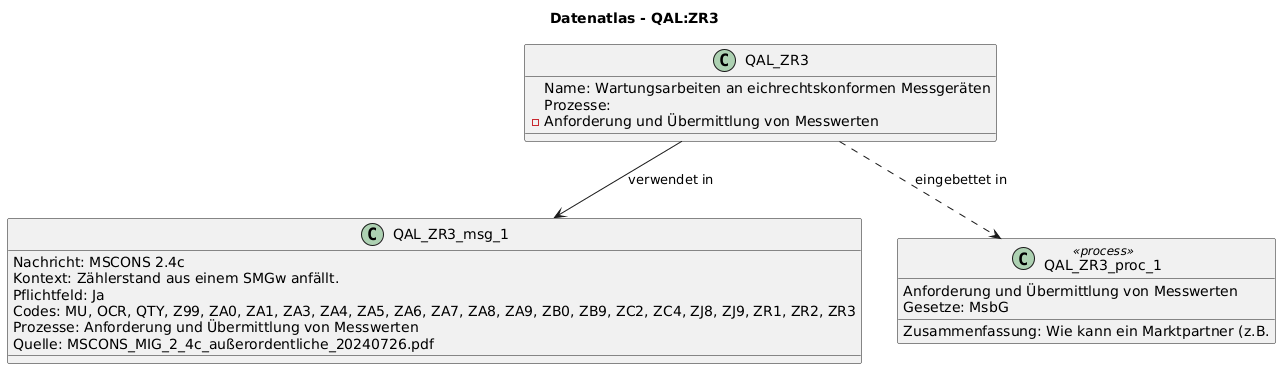 Datenatlas - QAL:ZR3
C QAL_ZR3
Name: Wartungsarbeiten an eichrechtskonformen Messgeräten
Prozesse:
Anforderung und Übermittlung von Messwerten
verwendet in
eingebettet in
C QAL_ZR3_msg_1
Nachricht: MSCONS 2.4c
Kontext: Zählerstand aus einem SMGw anfällt.
Pflichtfeld: Ja
Codes: MU, OCR, QTY, Z99, ZA0, ZA1, ZA3, ZA4, ZA5, ZA6, ZA7, ZA8, ZA9, ZB0, ZB9, ZC2, ZC4, ZJ8, ZJ9, ZR1, ZR2, ZR3
Prozesse: Anforderung und Übermittlung von Messwerten
Quelle: MSCONS_MIG_2_4c_außerordentliche_20240726.pdf
«process»
C QAL_ZR3_proc_1
Anforderung und Übermittlung von Messwerten
Gesetze: MsbG
Zusammenfassung: Wie kann ein Marktpartner (z.B.